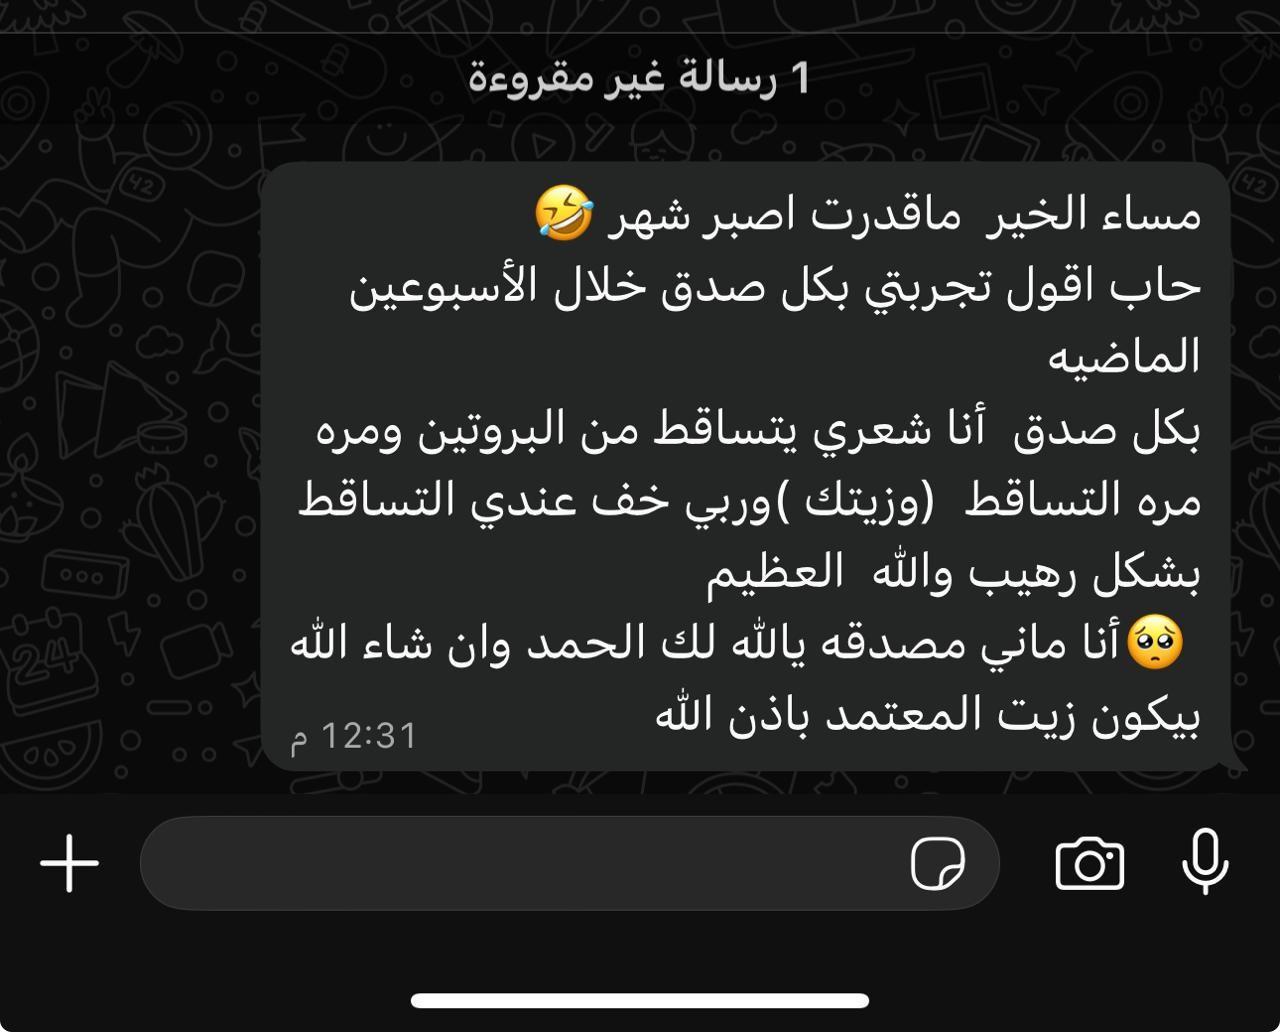 1 رسالة غير مقروءة
مساء الخير ماقدرت اصبر شهر 🤣
حاب اقول تجربتي بكل صدق خلال الأسبوعين
الماضيه
بكل صدق أنا شعري يتساقط من البروتين ومره
مره التساقط (وزيتك )وربي خف عندي التساقط
بشكل رهيب والله العظيم
🥺أنا ماني مصدقه يالله لك الحمد وان شاء الله
بيكون زيت المعتمد باذن الله
12:31 م